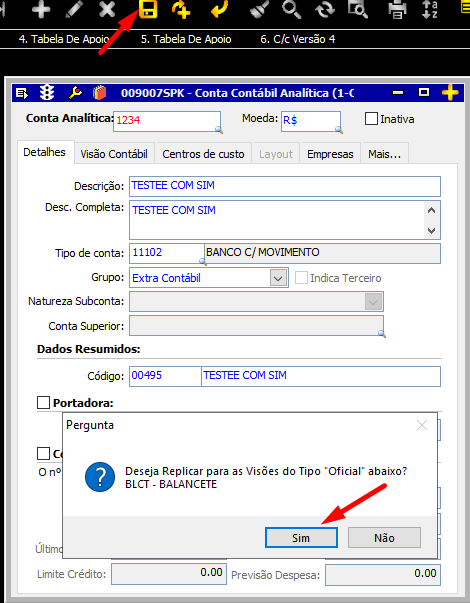 4. Tabela De Apoio 5. Tabela De Apoio 6. C/c Versão 4
009007SPK - Conta Contábil Analítica (1-C
Conta Analítica: 1234 Moeda: R$ Inativa
Detalhes Visão Contábil Centros de custo Layout Empresas Mais...
Descrição: TESTEE COM SIM
Desc. Completa: TESTEE COM SIM
Tipo de conta: 11102 BANCO C/ MOVIMENTO
Grupo: Extra Contábil Indica Terceiro
Natureza Subconta:
Conta Superior:
Dados Resumidos:
Código: 00495 TESTEE COM SIM
Portadora:
Pergunta
O nº
Deseja Replicar para as Visões do Tipo "Oficial" abaixo?
BLCT - BALANCETE
Sim Não
Último
Limite Crédito: 0.00 Previsão Despesa: 0.00